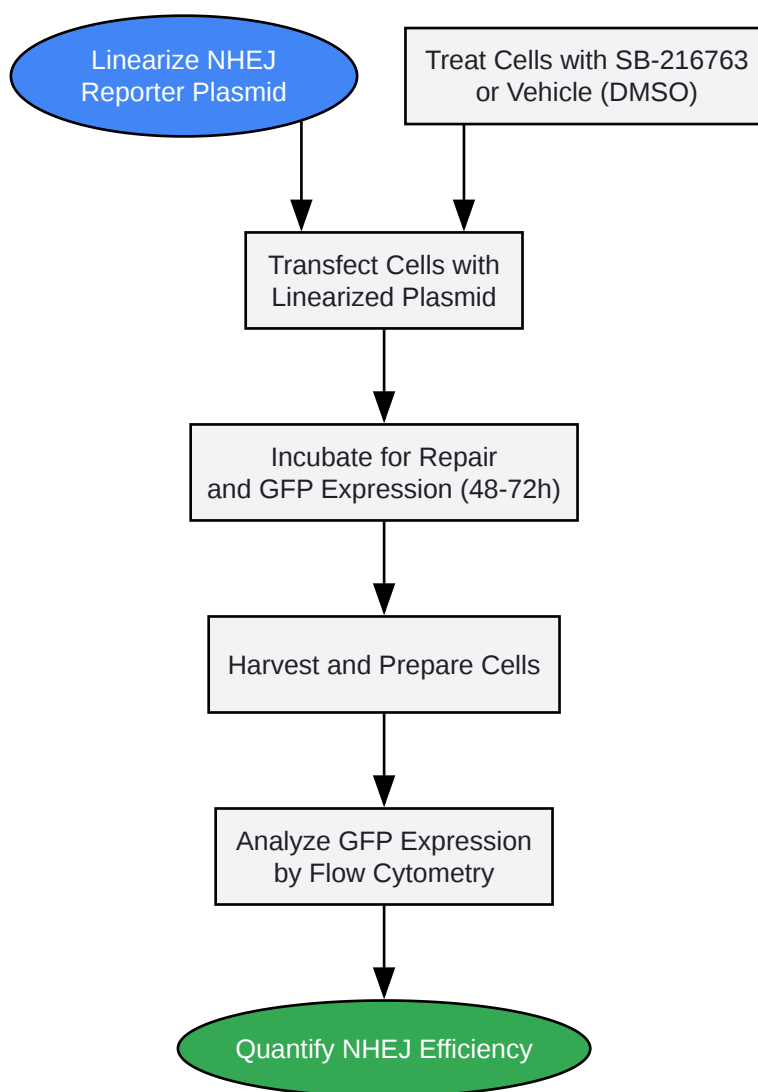 Linearize NHEJ
Reporter Plasmid
Treat Cells with SB-216763
or Vehicle (DMSO)
Transfect Cells with
Linearized Plasmid
Incubate for Repair
and GFP Expression (48-72h)
Harvest and Prepare Cells
Analyze GFP Expression
by Flow Cytometry
Quantify NHEJ Efficiency